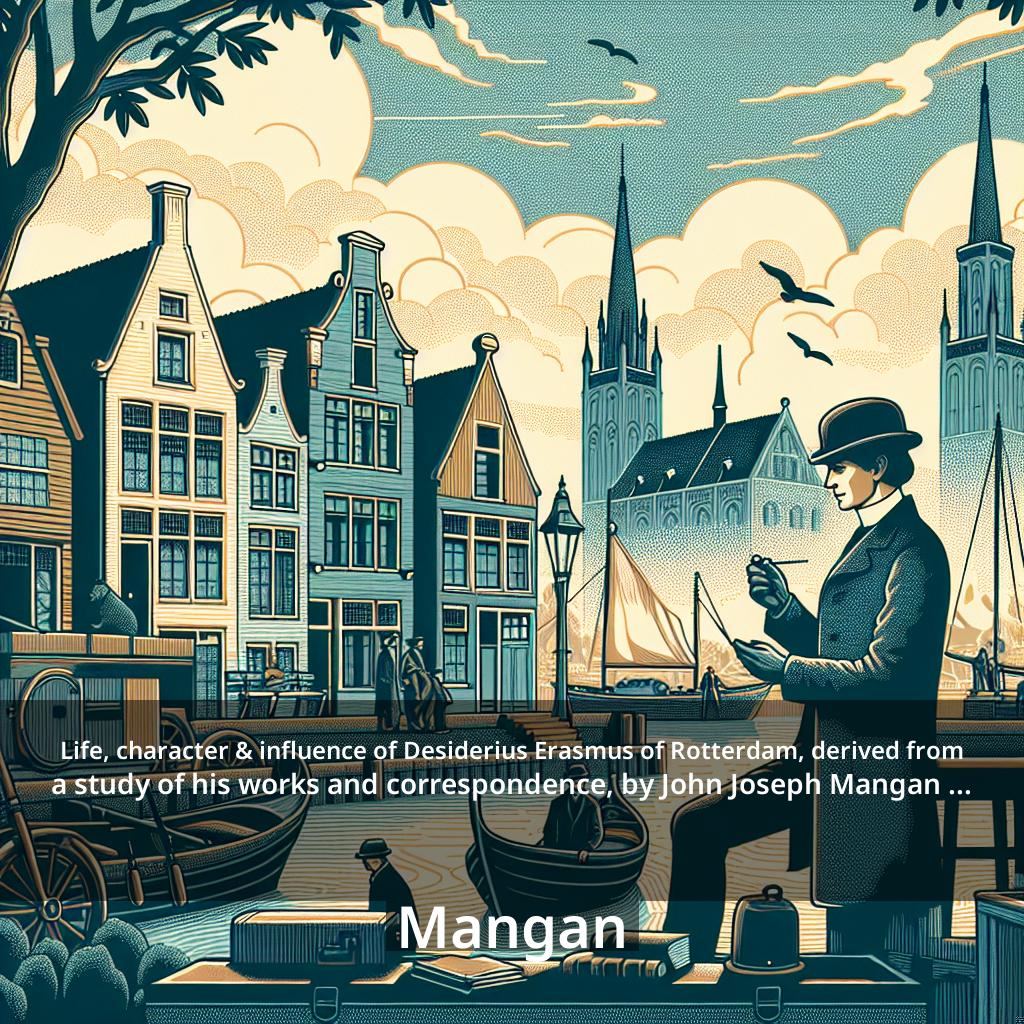 Life, character & influence of Desiderius Erasmus of Rotterdam, derived from
a study of his works and correspondence, by John Joseph Mangan ...
Mangan